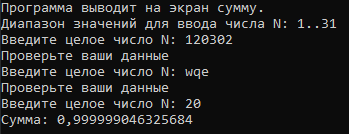 Программа выводит на экран сумму.
Диапазон значений для ввода числа N: 1..31
Введите целое число N: 120302
Проверьте ваши данные
Введите целое число N: wqe
Проверьте ваши данные
Введите целое число N: 20
Сумма: 0,999999046325684